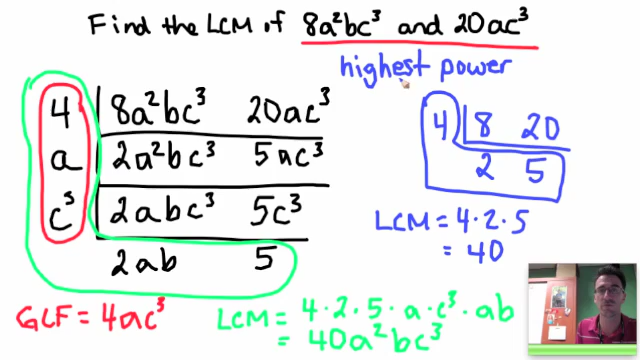 Find the LCM of 8a²bc³ and 20ac³
highest power
4 8a²bc³ 20ac³
a 2a²bc³ 5ac³
c³ 2abc³ 5c³
2ab 5
4 8 20
2 5
LCM = 4·2·5
= 40
GCF = 4ac³
LCM = 4·2·5·a·c³·ab
= 40a²bc³